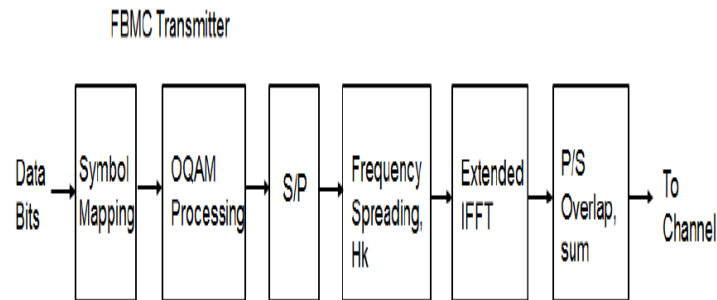 FBMC Transmitter
Data
Bits
Symbol
Mapping
OQAM
Processing
S/P
Frequency
Spreading,
Hk
Extended
IFFT
P/S
Overlap,
sum
To
Channel